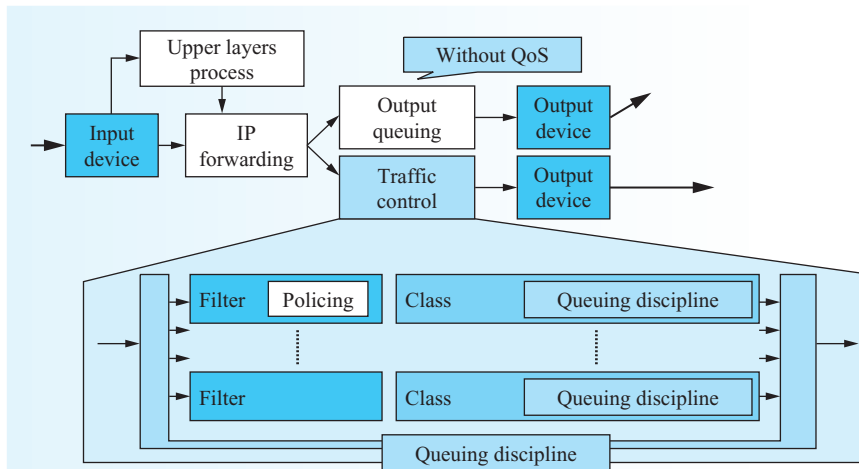 Upper layers
process
Without QoS
Input
device
IP
forwarding
Output
queuing
Output
device
Traffic
control
Output
device
Filter
Policing
Class
Queuing discipline
Filter
Class
Queuing discipline
Queuing discipline